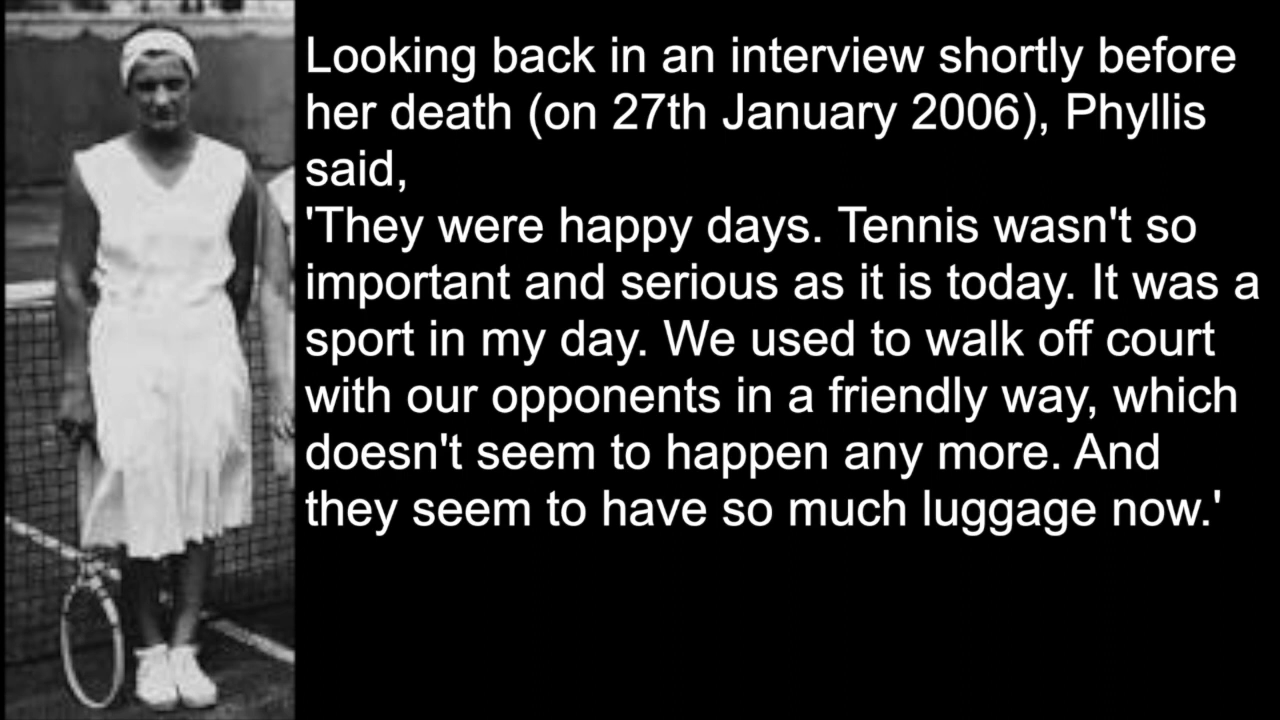 Looking back in an interview shortly before
her death (on 27th January 2006), Phyllis
said,
'They were happy days. Tennis wasn't so
important and serious as it is today. It was a
sport in my day. We used to walk off court
with our opponents in a friendly way, which
doesn't seem to happen any more. And
they seem to have so much luggage now.'